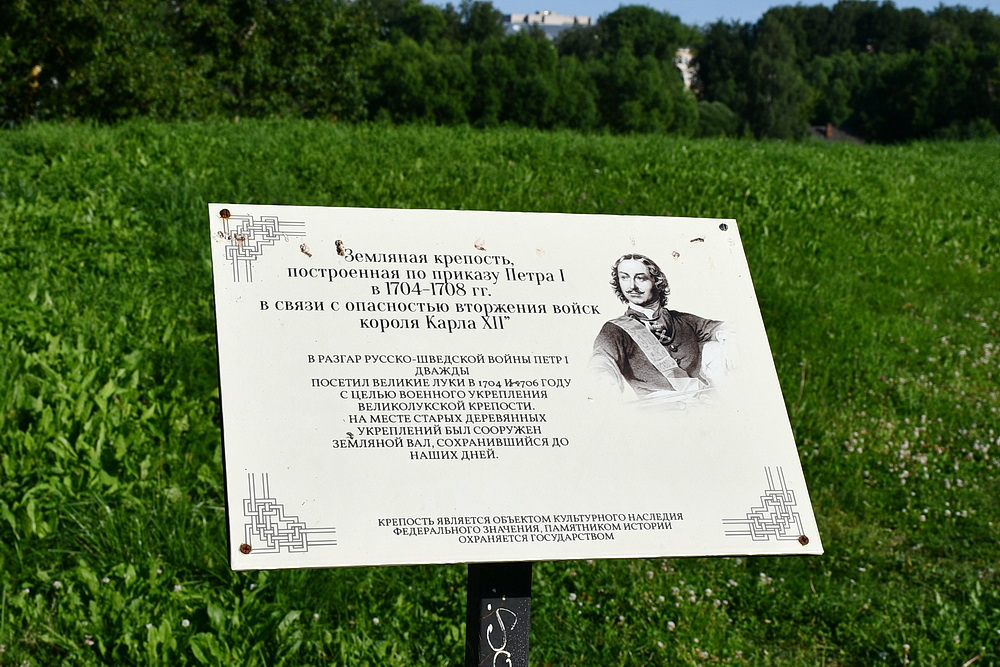 Земляная крепость,
построенная по приказу Петра I
в 1704-1708 гг.
в связи с опасностью вторжения войск
короля Карла XII"
В РАЗГАР РУССКО-ШВЕДСКОЙ ВОЙНЫ ПЕТР I
ДВАЖДЫ
ПОСЕТИЛ ВЕЛИКИЕ ЛУКИ В 1704 И 1706 ГОДУ
С ЦЕЛЬЮ ВОЕННОГО УКРЕПЛЕНИЯ
ВЕЛИКОЛУКСКОЙ КРЕПОСТИ.
НА МЕСТЕ СТАРЫХ ДЕРЕВЯННЫХ
УКРЕПЛЕНИЙ БЫЛ СООРУЖЕН
ЗЕМЛЯНОЙ ВАЛ, СОХРАНИВШИЙСЯ ДО
НАШИХ ДНЕЙ.
КРЕПОСТЬ ЯВЛЯЕТСЯ ОБЪЕКТОМ КУЛЬТУРНОГО НАСЛЕДИЯ
ФЕДЕРАЛЬНОГО ЗНАЧЕНИЯ, ПАМЯТНИКОМ ИСТОРИИ
ОХРАНЯЕТСЯ ГОСУДАРСТВОМ